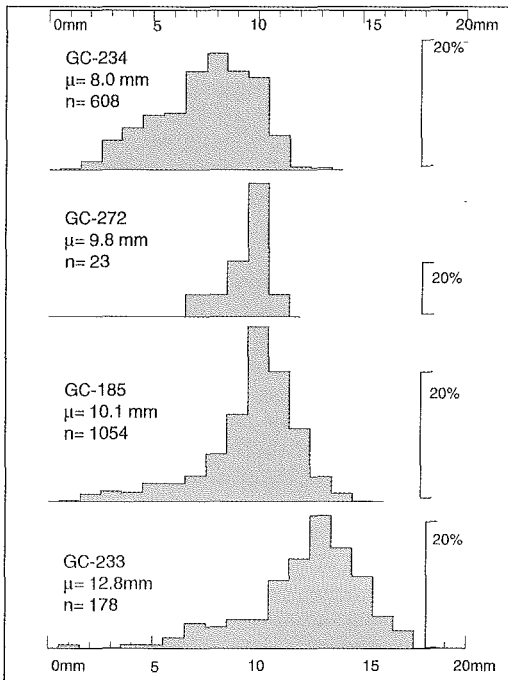 0mm 5 10 15 20mm
GC-234
μ= 8.0 mm
n= 608
20%
GC-272
μ= 9.8 mm
n= 23
20%
GC-185
μ= 10.1 mm
n= 1054
20%
GC-233
μ= 12.8mm
n= 178
20%
0mm 5 10 15 20mm